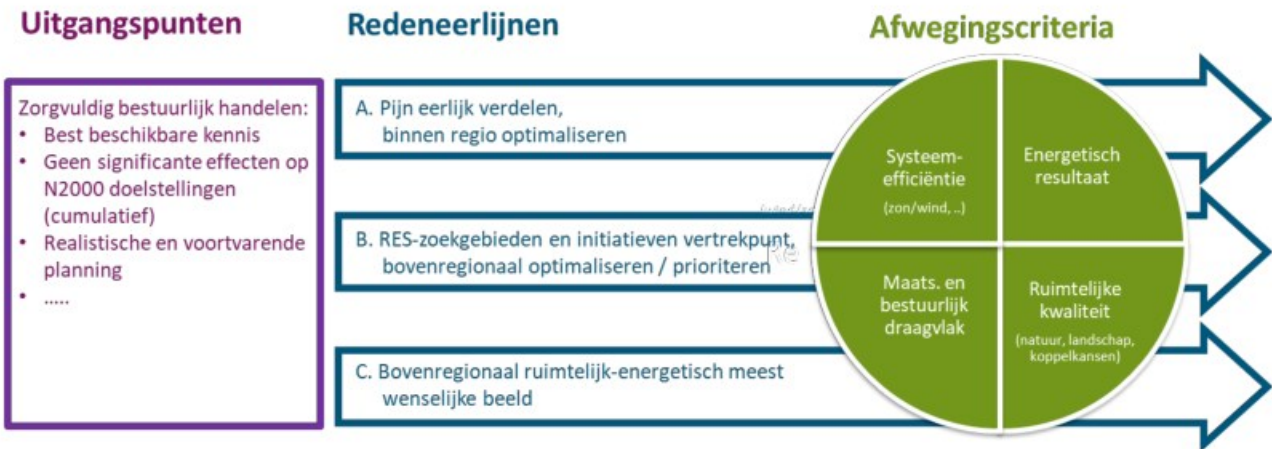 Uitgangspunten
Zorgvuldig bestuurlijk handelen:
• Best beschikbare kennis
• Geen significante effecten op
N2000 doelstellingen
(cumulatief)
• Realistische en voortvarende
planning
• .....
Redeneerlijnen
A. Pijn eerlijk verdelen,
binnen regio optimaliseren
B. RES-zoekgebieden en initiatieven vertrekpunt,
bovenregionaal optimaliseren / prioriteren
C. Bovenregionaal ruimtelijk-energetisch meest
wenselijke beeld
Afwegingscriteria
Systeem-
efficiëntie
(zon/wind, ..)
Energetisch
resultaat
Maats. en
bestuurlijk
draagvlak
Ruimtelijke
kwaliteit
(natuur, landschap,
koppelkansen)